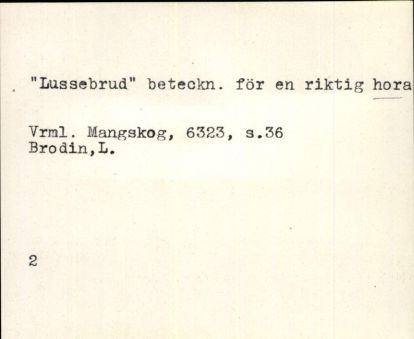 "Lussebrud" beteckn. för en riktig hora
Vrml. Mangskog, 6323, s.36
Brodin,L.
2